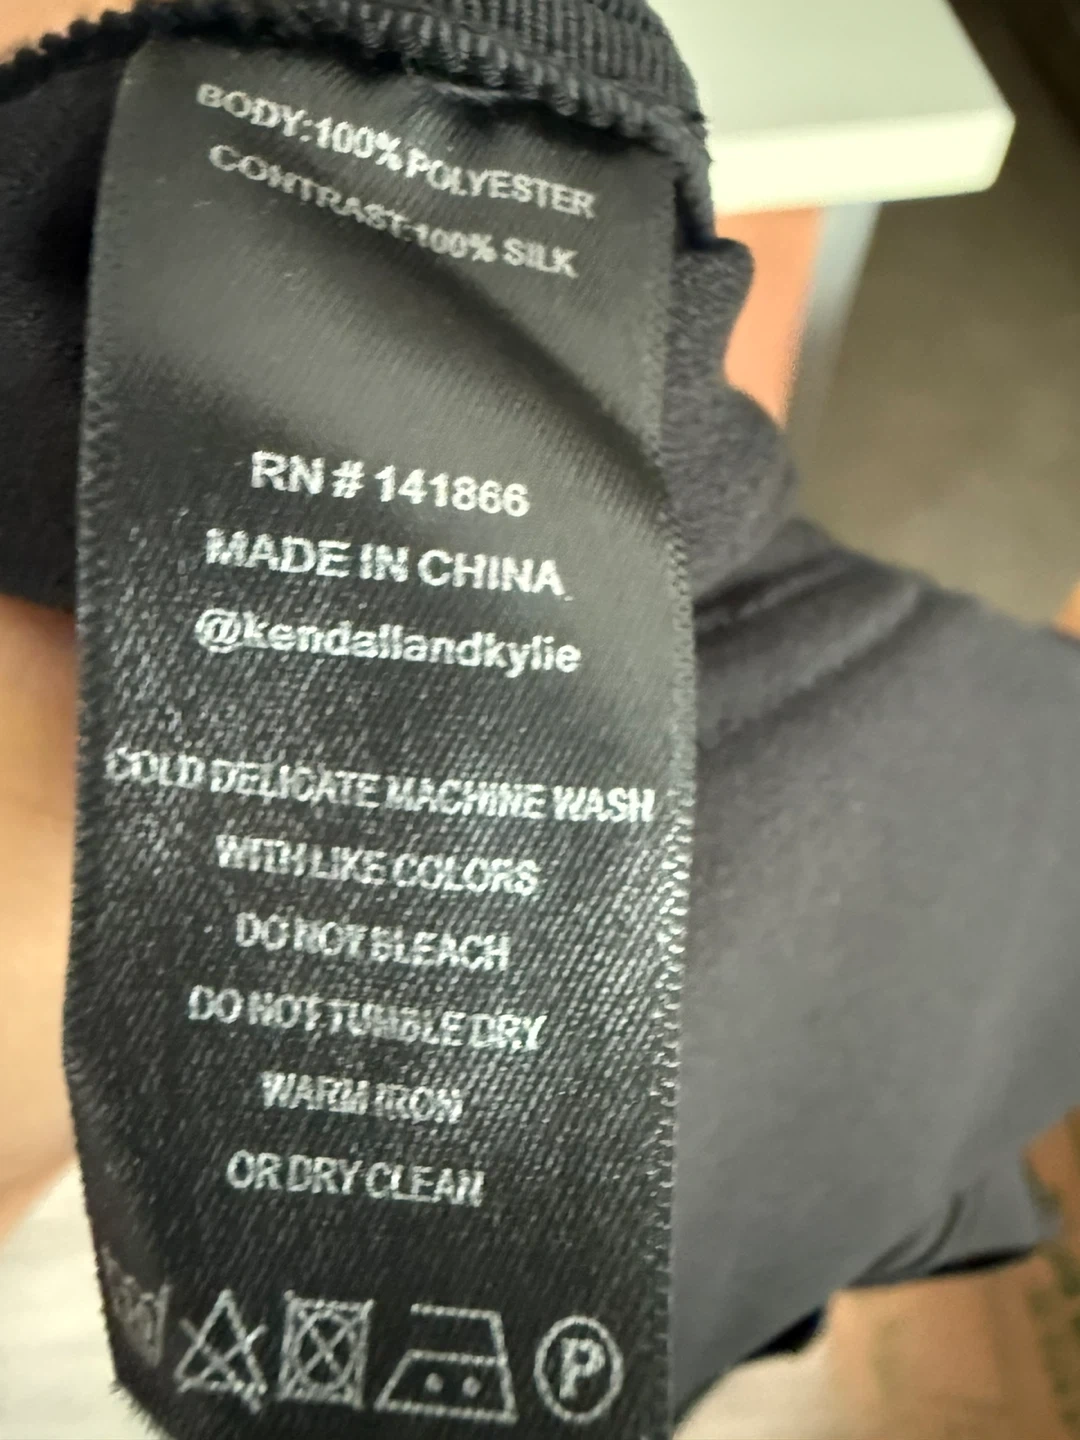 BODY:100% POLYESTER
CONTRAST:100% SILK
RN # 141866
MADE IN CHINA
@kendallandkylie
COLD DELICATE MACHINE WASH
WITH LIKE COLORS
DO NOT BLEACH
DO NOT TUMBLE DRY
WARM IRON
OR DRY CLEAN
P